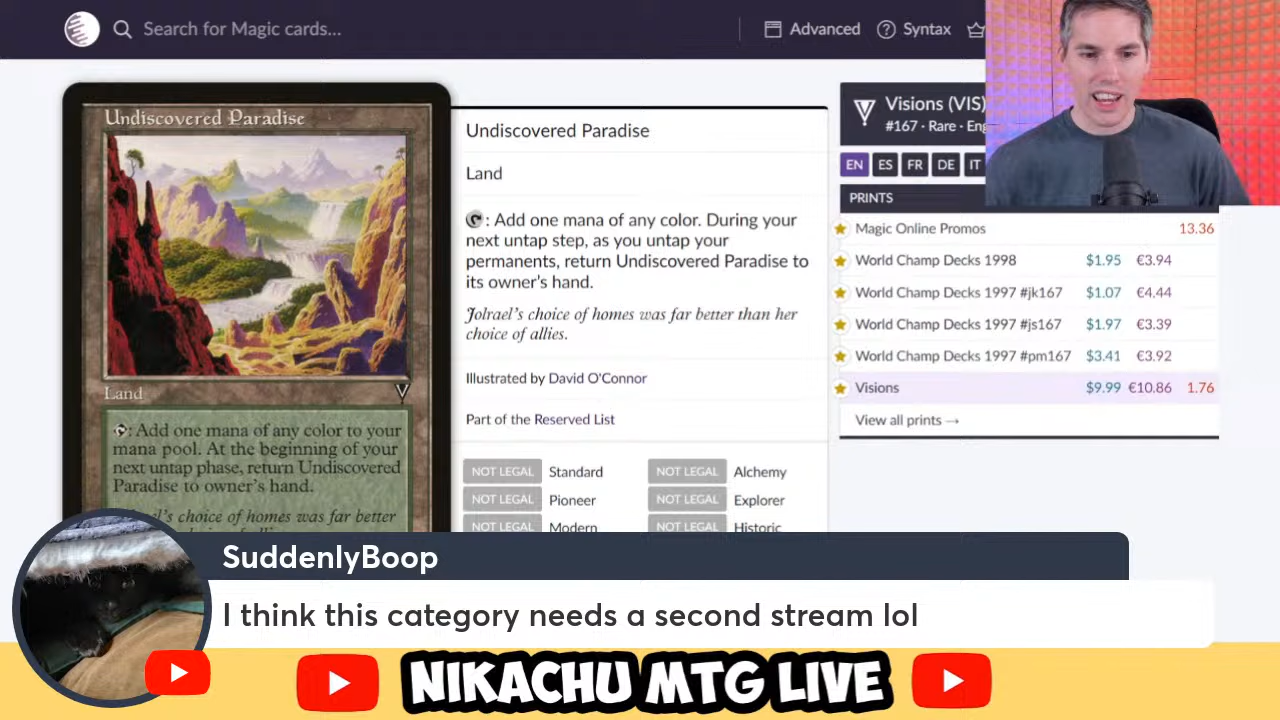 Search for Magic cards...
Advanced
Syntax
Undiscovered Paradise
Land
: Add one mana of any color to your
mana pool. At the beginning of your
next untap phase, return Undiscovered
Paradise to owner's hand.
choice of homes was far better
Undiscovered Paradise
Land
: Add one mana of any color. During your
next untap step, as you untap your
permanents, return Undiscovered Paradise to
its owner's hand.
Jolrael's choice of homes was far better than her
choice of allies.
Illustrated by David O'Connor
Part of the Reserved List
NOT LEGAL Standard NOT LEGAL Alchemy
NOT LEGAL Pioneer NOT LEGAL Explorer
NOT LEGAL Modern NOT LEGAL Historic
Visions (VIS)
#167 · Rare · Eng
EN ES FR DE IT
PRINTS
Magic Online Promos 13.36
World Champ Decks 1998 $1.95 €3.94
World Champ Decks 1997 #jk167 $1.07 €4.44
World Champ Decks 1997 #js167 $1.97 €3.39
World Champ Decks 1997 #pm167 $3.41 €3.92
Visions $9.99 €10.86 1.76
View all prints →
SuddenlyBoop
I think this category needs a second stream lol
NIKACHU MTG LIVE